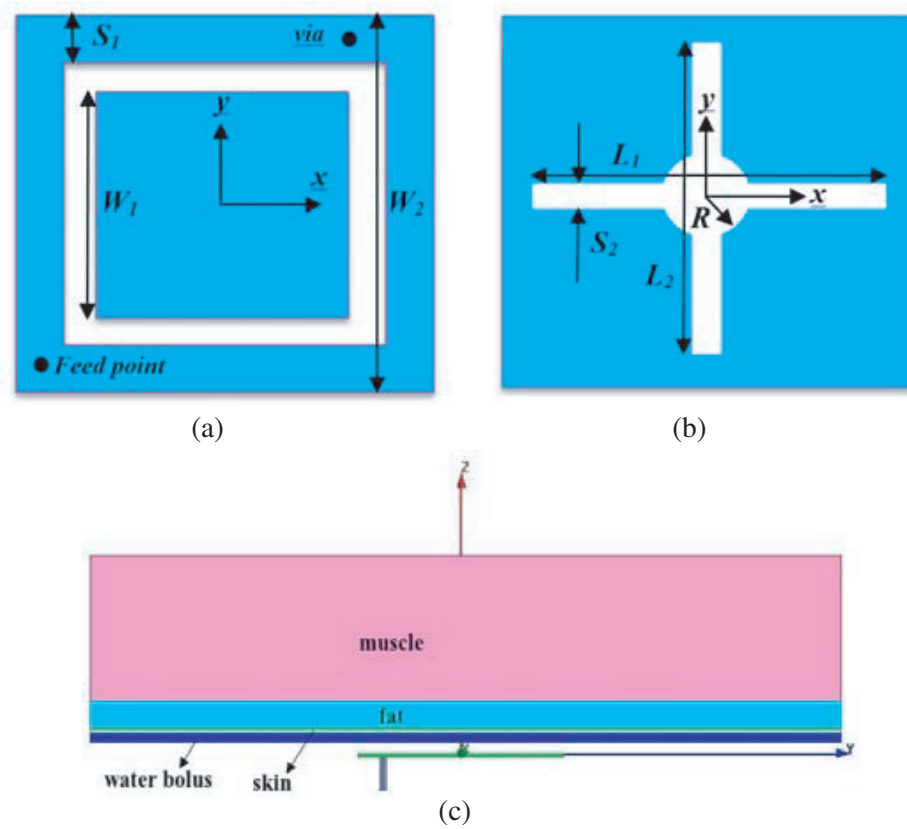 S₁
via
y
x
W₁
W₂
Feed point
(a)
y
L₁
x
R
S₂
L₂
(b)
z
muscle
fat
water bolus
skin
(c)